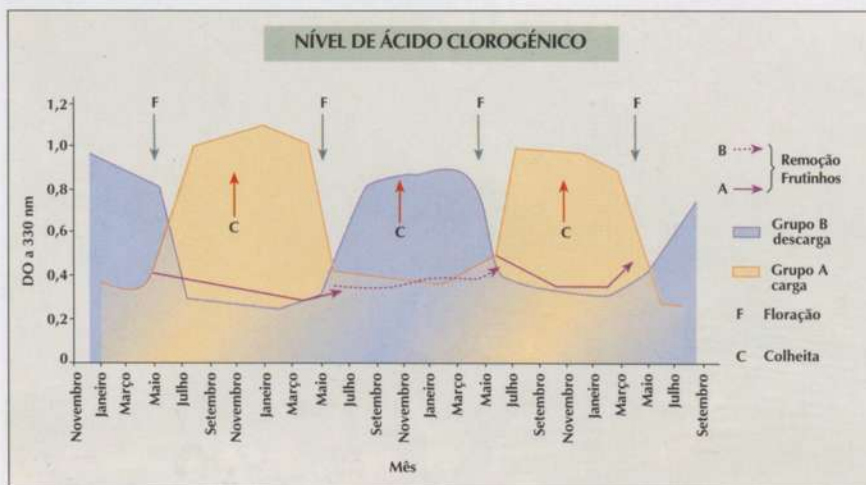 NÍVEL DE ÁCIDO CLOROGÉNICO
F
F
F
F
1,2
1,0
0,8
0,6
0,4
0,2
0
DO a 330 nm
C
C
C
B
A
Remoção
Frutinhos
Grupo B
descarga
Grupo A
carga
F Floração
C Colheita
Novembro
Janeiro
Março
Maio
Julho
Setembro
Novembro
Janeiro
Março
Maio
Julho
Setembro
Novembro
Janeiro
Março
Maio
Julho
Setembro
Novembro
Janeiro
Março
Maio
Julho
Setembro
Mês